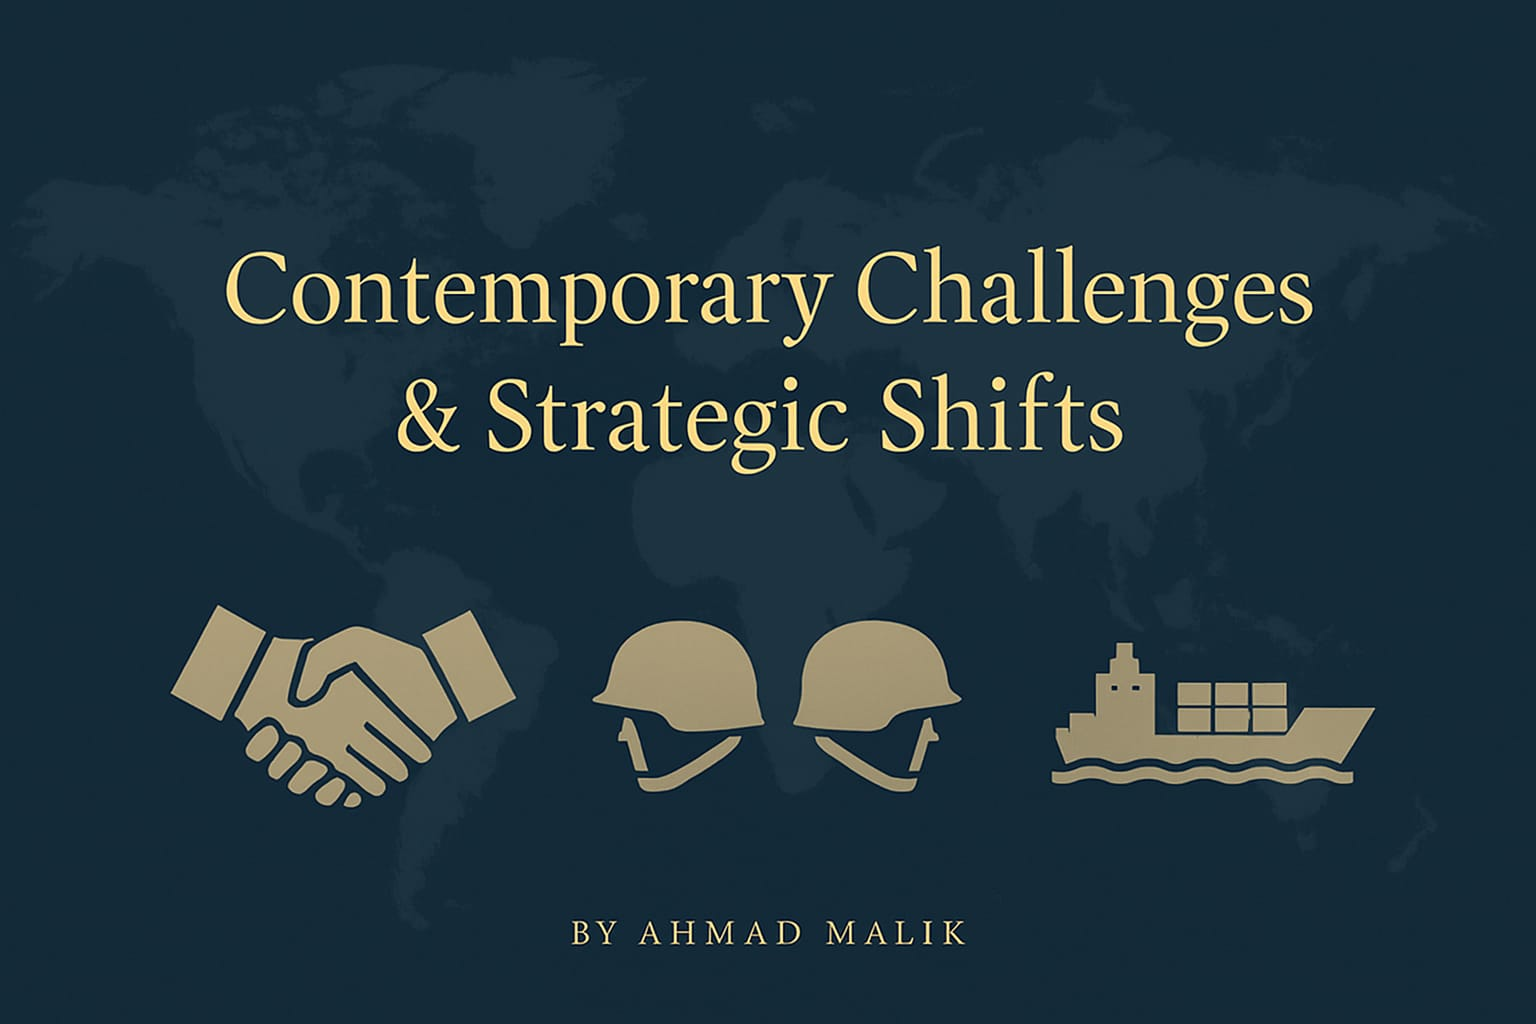 Contemporary Challenges
& Strategic Shifts
BY AHMAD MALIK